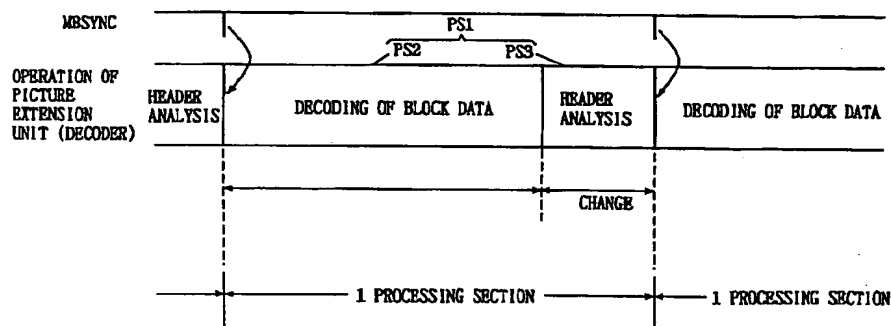 MBSYNC
PS1
PS2
PS3
OPERATION OF
PICTURE
EXTENSION
UNIT (DECODER)
HEADER
ANALYSIS
DECODING OF BLOCK DATA
HEADER
ANALYSIS
DECODING OF BLOCK DATA
CHANGE
1 PROCESSING SECTION
1 PROCESSING SECTION